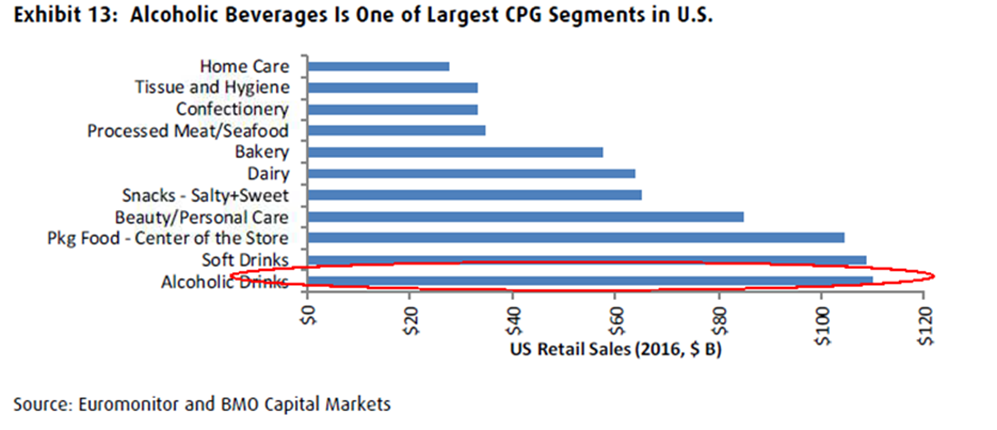 Exhibit 13: Alcoholic Beverages Is One of Largest CPG Segments in U.S.
Home Care
Tissue and Hygiene
Confectionery
Processed Meat/Seafood
Bakery
Dairy
Snacks - Salty+Sweet
Beauty/Personal Care
Pkg Food - Center of the Store
Soft Drinks
Alcoholic Drinks
$0 $20 $40 $60 $80 $100 $120
US Retail Sales (2016, $ B)
Source: Euromonitor and BMO Capital Markets